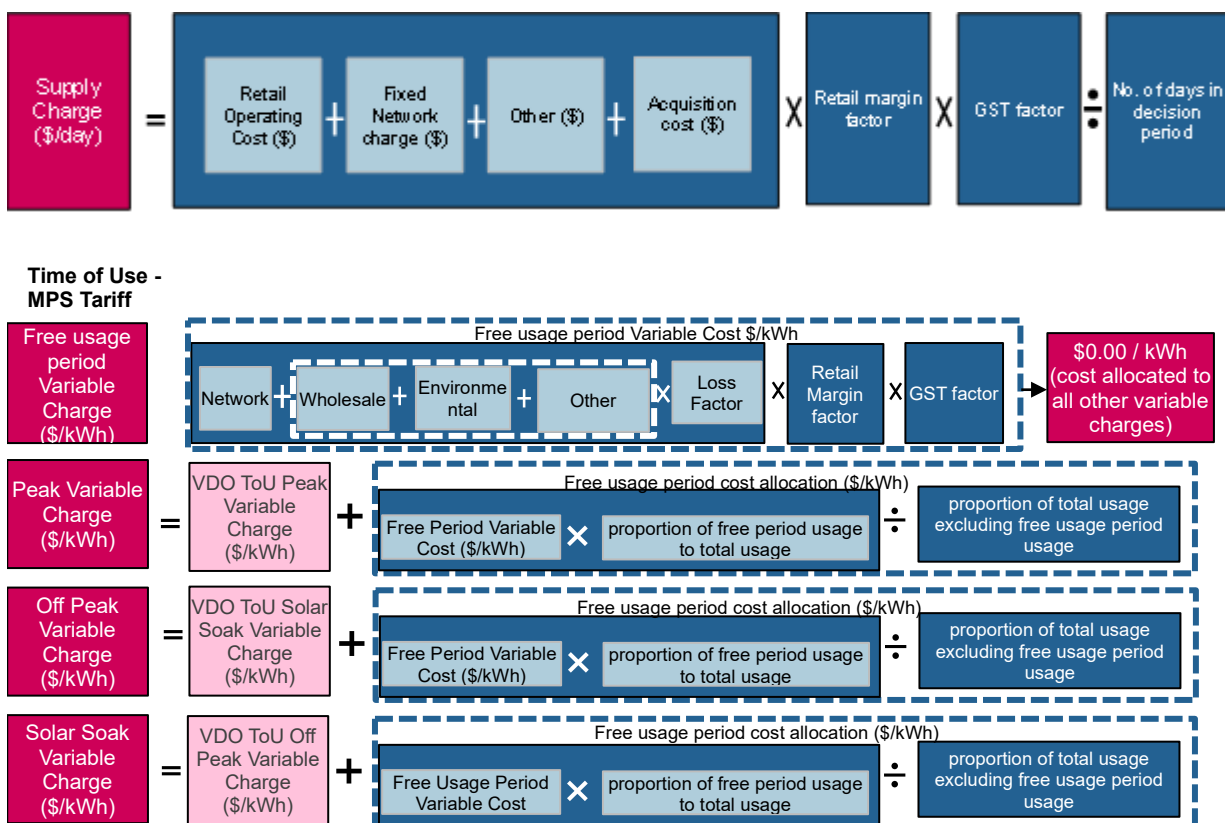 Supply
Charge
($/day)
=
Retail
Operating
Cost ($)
+
Fixed
Network
charge ($)
+
Other ($)
+
Acquisition
cost ($)
X
Retail margin
factor
X
GST factor
÷
No. of days in
decision
period
Time of Use -
MPS Tariff
Free usage
period
Variable
Charge
($/kWh)
Free usage period Variable Cost $/kWh
Network
+
Wholesale
+
Environme
ntal
+
Other
×
Loss
Factor
×
Retail
Margin
factor
×
GST factor
$0.00 / kWh
(cost allocated to
all other variable
charges)
Peak Variable
Charge
($/kWh)
=
VDO ToU Peak
Variable
Charge
($/kWh)
+
Free usage period cost allocation ($/kWh)
Free Period Variable
Cost ($/kWh)
×
proportion of free period usage
to total usage
÷
proportion of total usage
excluding free usage period
usage
Off Peak
Variable
Charge
($/kWh)
=
VDO ToU Solar
Soak Variable
Charge
($/kWh)
+
Free usage period cost allocation ($/kWh)
Free Period Variable
Cost ($/kWh)
×
proportion of free period usage
to total usage
÷
proportion of total usage
excluding free usage period
usage
Solar Soak
Variable
Charge
($/kWh)
=
VDO ToU Off
Peak Variable
Charge
($/kWh)
+
Free usage period cost allocation ($/kWh)
Free Usage Period
Variable Cost
×
proportion of free period usage
to total usage
÷
proportion of total usage
excluding free usage period
usage